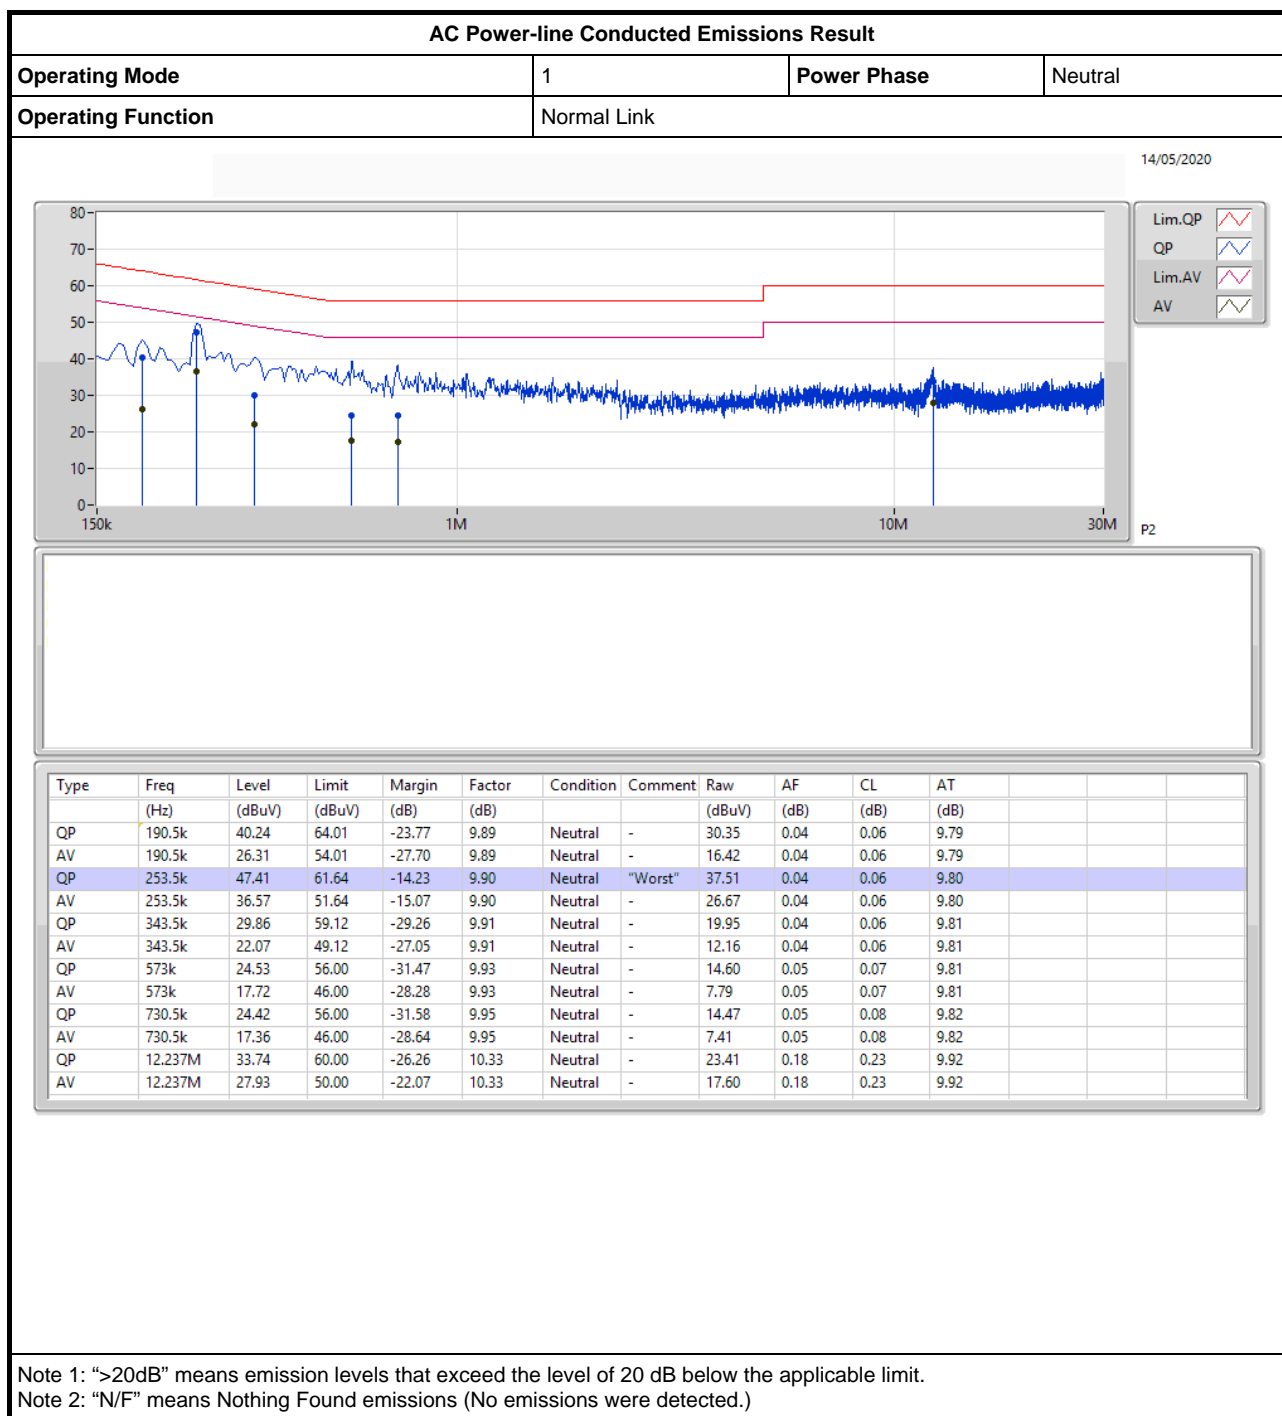 AC Power-line Conducted Emissions Result
Operating Mode 1 Power Phase Neutral
Operating Function Normal Link
14/05/2020
80
70
60
50
40
30
20
10
0
150k 1M 10M 30M
Lim.QP
QP
Lim.AV
AV
P2
Type Freq Level Limit Margin Factor Condition Comment Raw AF CL AT
(Hz) (dBuV) (dBuV) (dB) (dB) (dBuV) (dB) (dB) (dB)
QP 190.5k 40.24 64.01 -23.77 9.89 Neutral - 30.35 0.04 0.06 9.79
AV 190.5k 26.31 54.01 -27.70 9.89 Neutral - 16.42 0.04 0.06 9.79
QP 253.5k 47.41 61.64 -14.23 9.90 Neutral "Worst" 37.51 0.04 0.06 9.80
AV 253.5k 36.57 51.64 -15.07 9.90 Neutral - 26.67 0.04 0.06 9.80
QP 343.5k 29.86 59.12 -29.26 9.91 Neutral - 19.95 0.04 0.06 9.81
AV 343.5k 22.07 49.12 -27.05 9.91 Neutral - 12.16 0.04 0.06 9.81
QP 573k 24.53 56.00 -31.47 9.93 Neutral - 14.60 0.05 0.07 9.81
AV 573k 17.72 46.00 -28.28 9.93 Neutral - 7.79 0.05 0.07 9.81
QP 730.5k 24.42 56.00 -31.58 9.95 Neutral - 14.47 0.05 0.08 9.82
AV 730.5k 17.36 46.00 -28.64 9.95 Neutral - 7.41 0.05 0.08 9.82
QP 12.237M 33.74 60.00 -26.26 10.33 Neutral - 23.41 0.18 0.23 9.92
AV 12.237M 27.93 50.00 -22.07 10.33 Neutral - 17.60 0.18 0.23 9.92
Note 1: “>20dB” means emission levels that exceed the level of 20 dB below the applicable limit.
Note 2: “N/F” means Nothing Found emissions (No emissions were detected.)